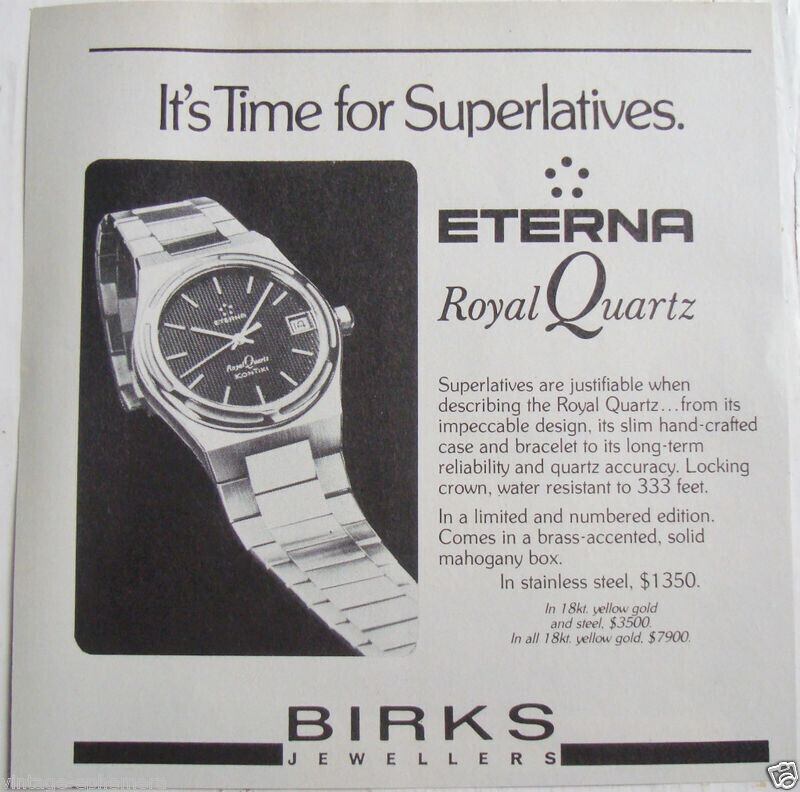 It's Time for Superlatives.
ETERNA
Royal Quartz
ETERNA
Royal Quartz
KONTIKI
Superlatives are justifiable when
describing the Royal Quartz...from its
impeccable design, its slim hand-crafted
case and bracelet to its long-term
reliability and quartz accuracy. Locking
crown, water resistant to 333 feet.
In a limited and numbered edition.
Comes in a brass-accented, solid
mahogany box.
In stainless steel, $1350.
In 18kt. yellow gold
and steel, $3500.
In all 18kt. yellow gold, $7900.
BIRKS
JEWELLERS
vintage-ephemera